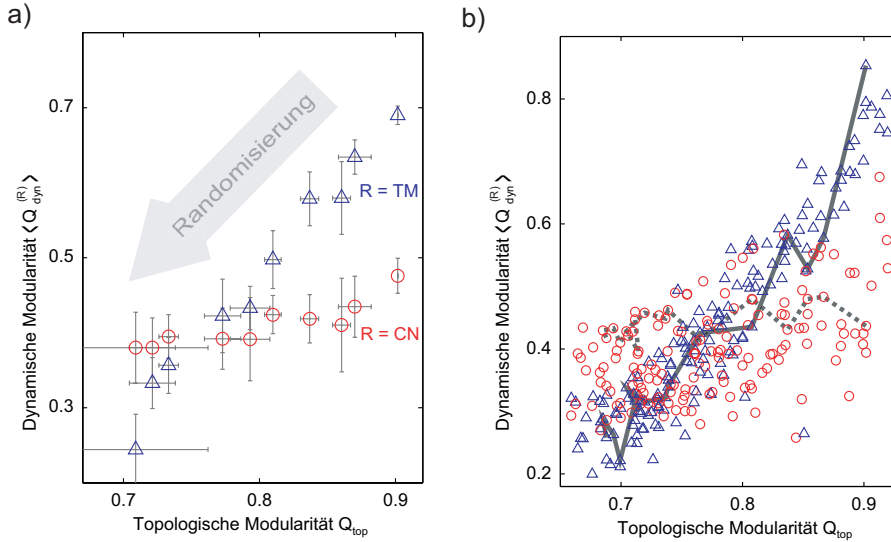 a)
Dynamische Modularität ⟨Q_dyn^(R)⟩
0.7
0.5
0.3
Randomisierung
R = TM
R = CN
0.7
0.8
0.9
Topologische Modularität Q_top
b)
Dynamische Modularität ⟨Q_dyn^(R)⟩
0.8
0.6
0.4
0.2
0.7
0.8
0.9
Topologische Modularität Q_top